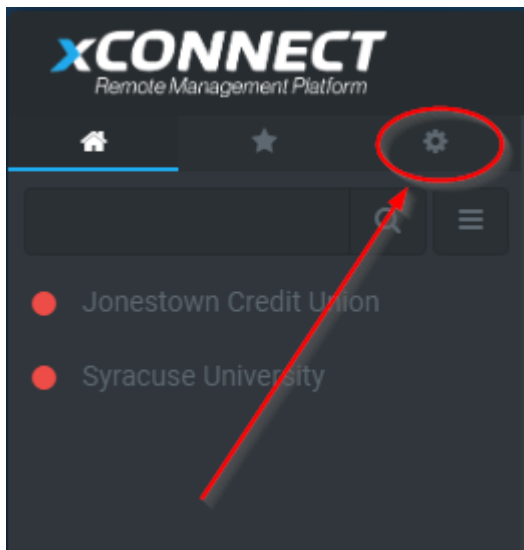 xCONNECT
Remote Management Platform
Jonestown Credit Union
Syracuse University